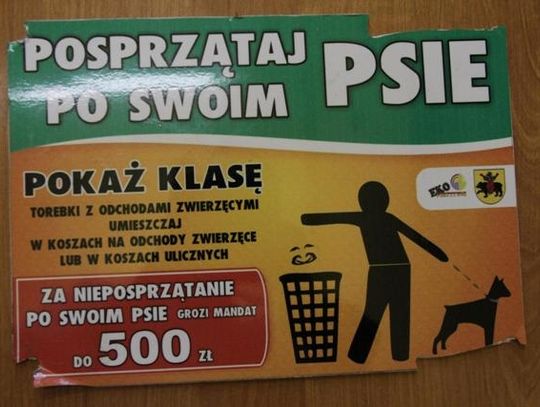 POSPRZĄTAJ
PO SWOIM PSIE
POKAŻ KLASĘ
TOREBKI Z ODCHODAMI ZWIERZĘCYMI
UMIESZCZAJ
W KOSZACH NA ODCHODY ZWIERZĘCE
LUB W KOSZACH ULICZNYCH
EKO
ZA NIEPOSPRZĄTANIE
PO SWOIM PSIE GROZI MANDAT
DO 500 ZŁ